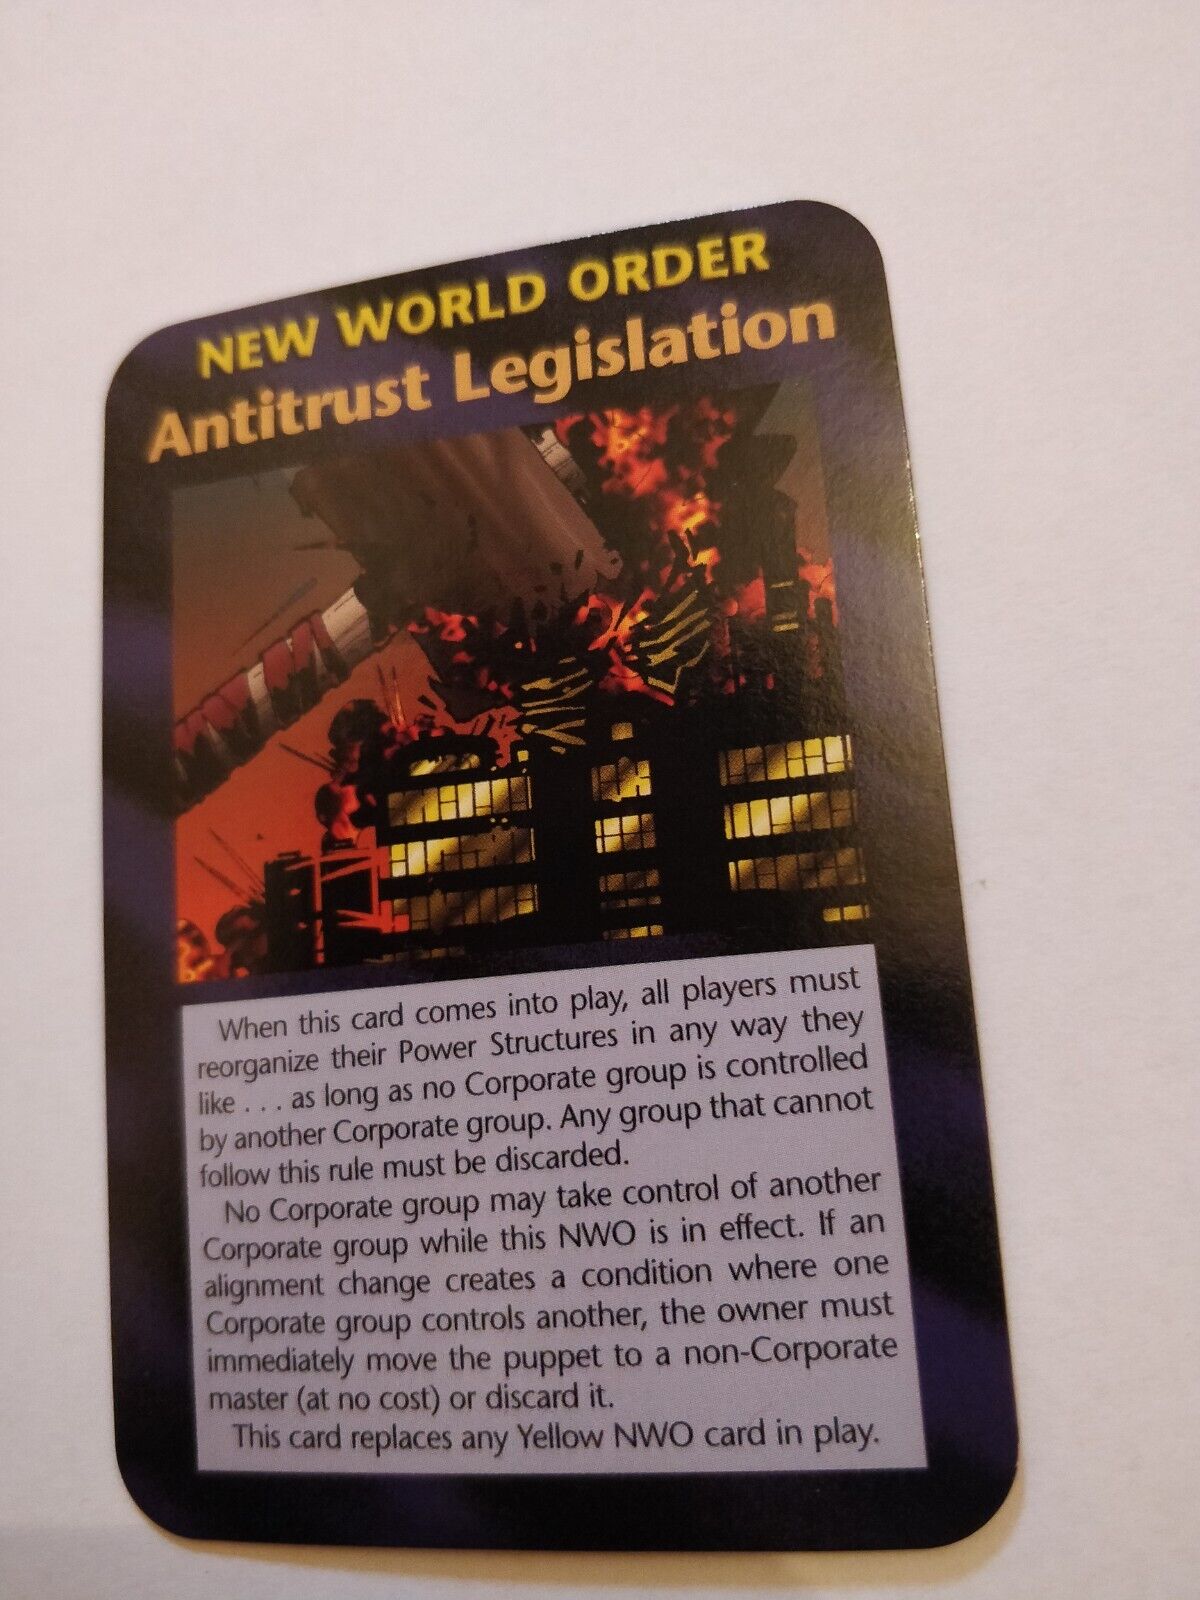 NEW WORLD ORDER
Antitrust Legislation
When this card comes into play, all players must
reorganize their Power Structures in any way they
like . . . as long as no Corporate group is controlled
by another Corporate group. Any group that cannot
follow this rule must be discarded.
No Corporate group may take control of another
Corporate group while this NWO is in effect. If an
alignment change creates a condition where one
Corporate group controls another, the owner must
immediately move the puppet to a non-Corporate
master (at no cost) or discard it.
This card replaces any Yellow NWO card in play.